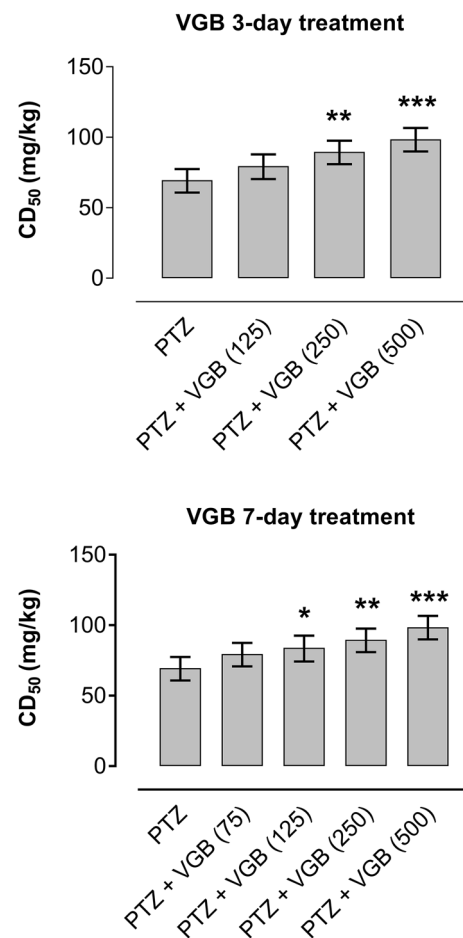 VGB 3-day treatment
CD50 (mg/kg)
150
100
50
0
**
***
PTZ
PTZ + VGB (125)
PTZ + VGB (250)
PTZ + VGB (500)
VGB 7-day treatment
CD50 (mg/kg)
150
100
50
0
*
**
***
PTZ
PTZ + VGB (75)
PTZ + VGB (125)
PTZ + VGB (250)
PTZ + VGB (500)